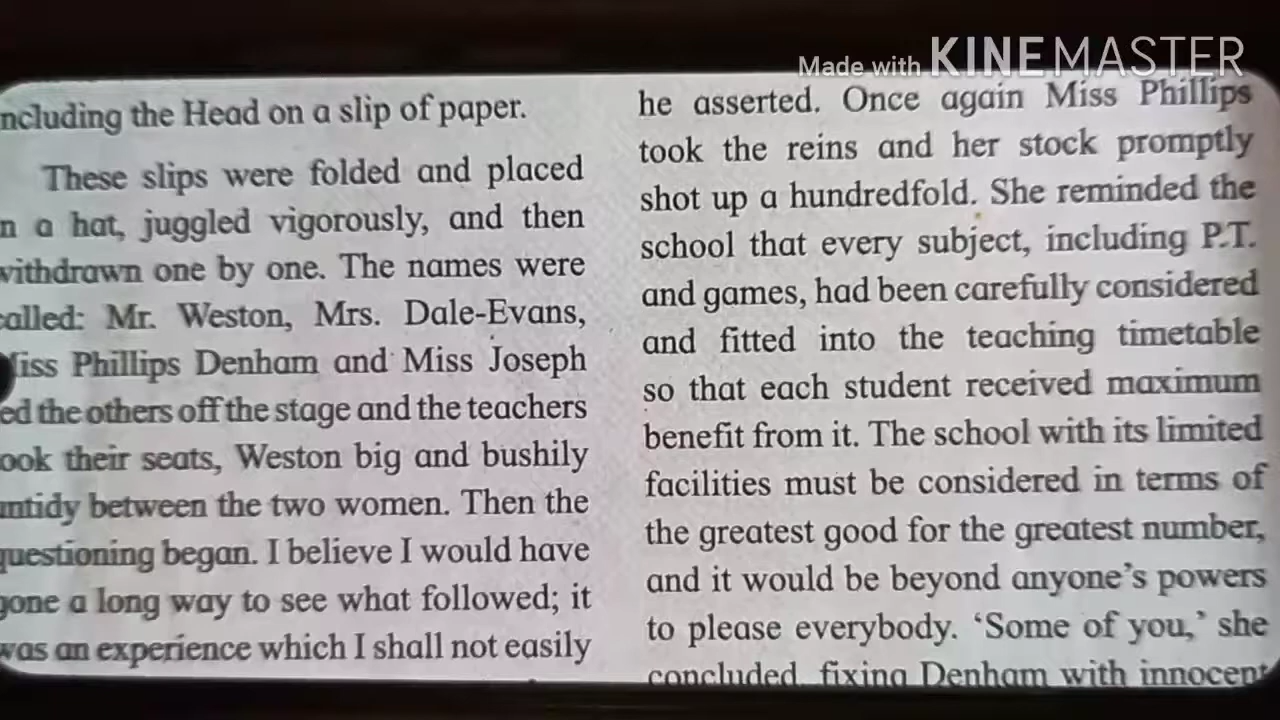 Made with KINEMASTER
ncluding the Head on a slip of paper.
These slips were folded and placed
n a hat, juggled vigorously, and then
withdrawn one by one. The names were
called: Mr. Weston, Mrs. Dale-Evans,
iss Phillips Denham and Miss Joseph
ed the others off the stage and the teachers
ook their seats, Weston big and bushily
untidy between the two women. Then the
questioning began. I believe I would have
gone a long way to see what followed; it
was an experience which I shall not easily
he asserted. Once again Miss Phillips
took the reins and her stock promptly
shot up a hundredfold. She reminded the
school that every subject, including P.T.
and games, had been carefully considered
and fitted into the teaching timetable
so that each student received maximum
benefit from it. The school with its limited
facilities must be considered in terms of
the greatest good for the greatest number,
and it would be beyond anyone's powers
to please everybody. 'Some of you,' she
concluded, fixing Denham with innocent